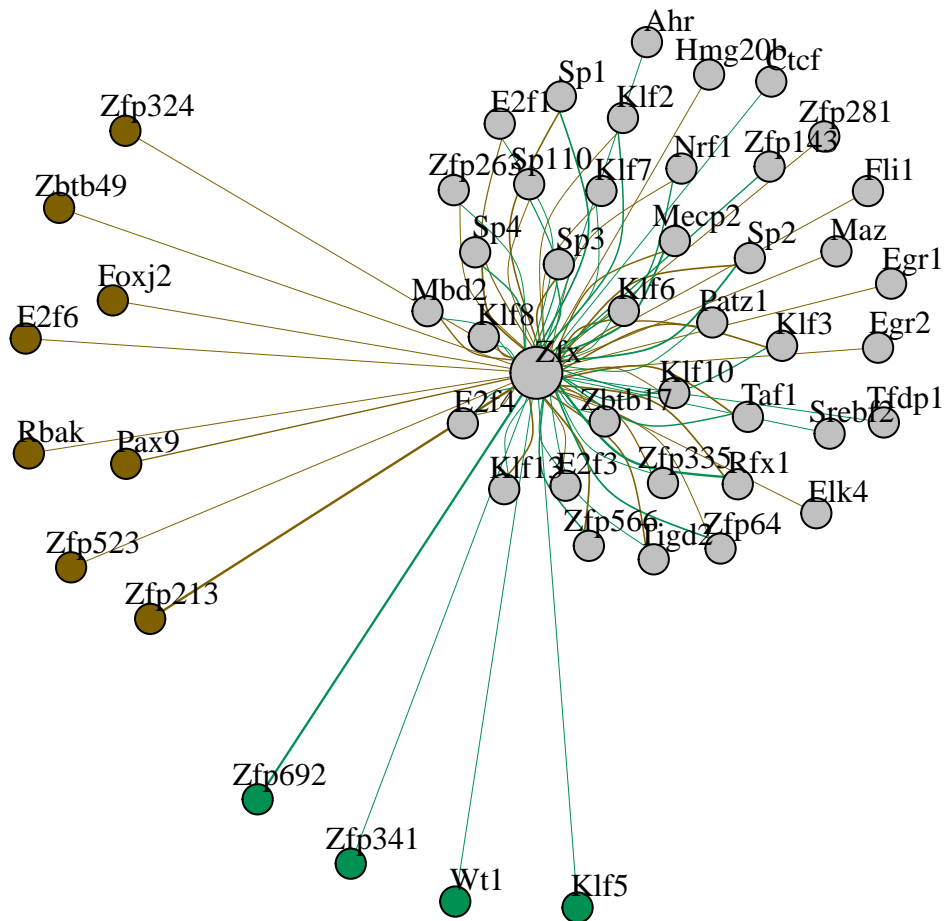 Ahr
Hmg20b
Ctcf
Sp1
E2f1
Klf2
Zfp281
Zfp324
Zfp143
Nrf1
Zfp263
Sp110
Klf7
Fli1
Zbtb49
Sp4
Sp3
Mecp2
Sp2
Maz
Egr1
Foxj2
Mbd2
Klf6
Patz1
E2f6
Klf8
Zfx
Klf3
Egr2
Klf10
Taf1
Tfdp1
E2f4
Zbtb17
Srebf2
Rbak
Pax9
Klf13
E2f3
Zfp335
Rfx1
Elk4
Zfp523
Zfp566
Tigd2
Zfp64
Zfp213
Zfp692
Zfp341
Wt1
Klf5